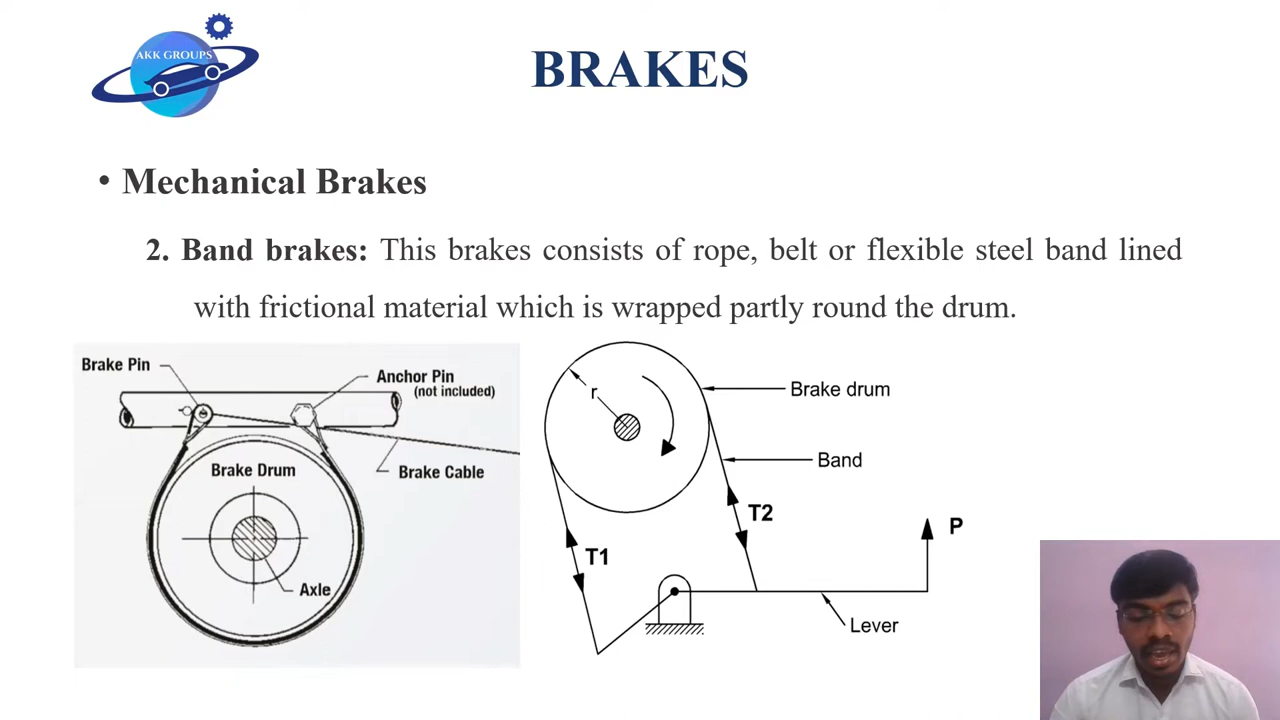 AKK GROUPS
BRAKES
• Mechanical Brakes
2. Band brakes: This brakes consists of rope, belt or flexible steel band lined
with frictional material which is wrapped partly round the drum.
Brake Pin
Anchor Pin
(not included)
Brake Drum
Brake Cable
Axle
r
Brake drum
Band
T2
T1
P
Lever